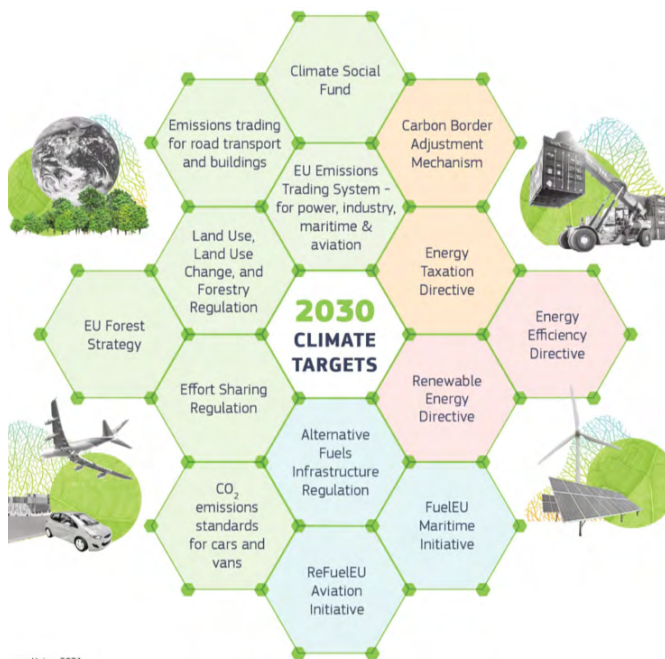 Climate Social
Fund
Emissions trading
for road transport
and buildings
Carbon Border
Adjustment
Mechanism
EU Emissions
Trading System -
for power, industry,
maritime &
aviation
Land Use,
Land Use
Change, and
Forestry
Regulation
Energy
Taxation
Directive
EU Forest
Strategy
2030
CLIMATE
TARGETS
Energy
Efficiency
Directive
Effort Sharing
Regulation
Renewable
Energy
Directive
Alternative
Fuels
Infrastructure
Regulation
CO₂
emissions
standards
for cars and
vans
FuelEU
Maritime
Initiative
ReFuelEU
Aviation
Initiative